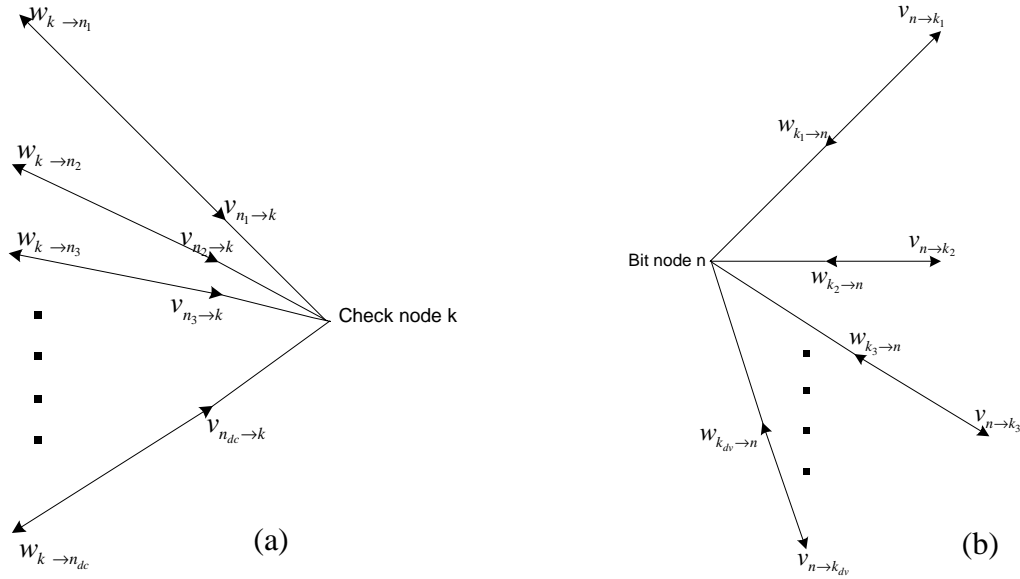 w_{k→n_1}
w_{k→n_2}
v_{n_1→k}
w_{k→n_3}
v_{n_2→k}
v_{n_3→k}
Check node k
v_{n_{dc}→k}
w_{k→n_{dc}}
(a)
v_{n→k_1}
w_{k_1→n}
Bit node n
v_{n→k_2}
w_{k_2→n}
w_{k_3→n}
v_{n→k_3}
w_{k_{dv}→n}
v_{n→k_{dv}}
(b)